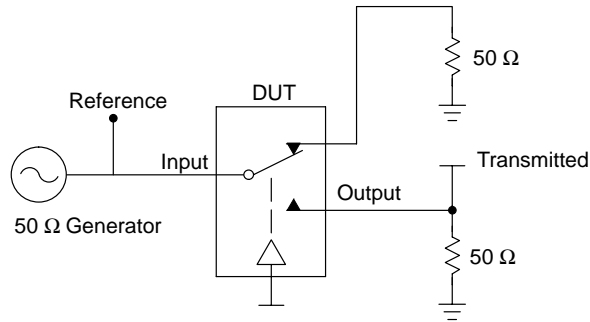 50 Ω
DUT
Reference
Input
Transmitted
Output
50 Ω Generator
50 Ω